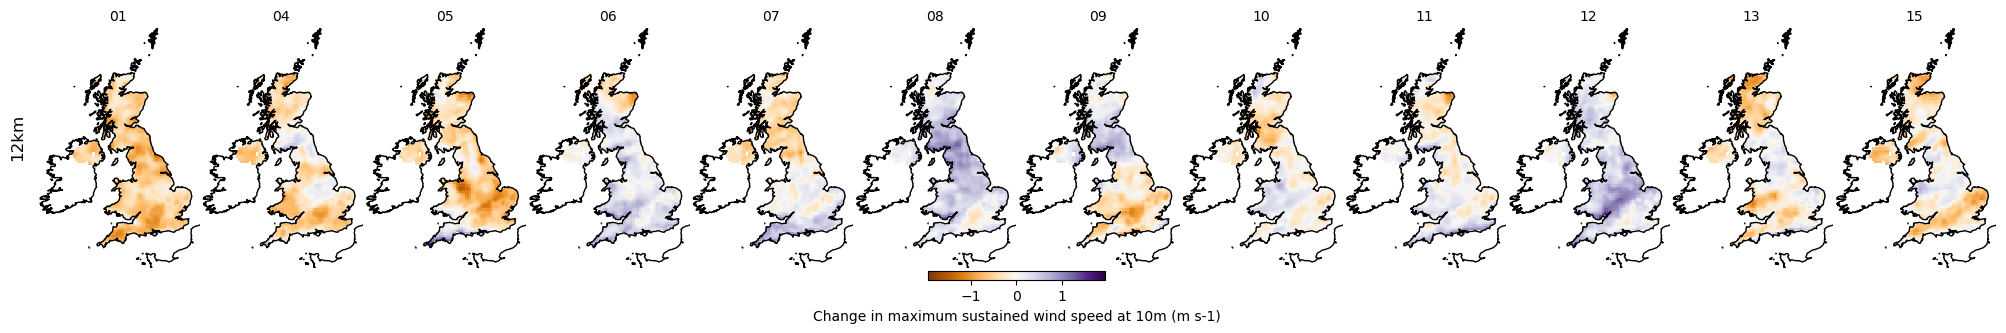 01 04 05 06 07 08 09 10 11 12 13 15
12km
−1 0 1
Change in maximum sustained wind speed at 10m (m s-1)